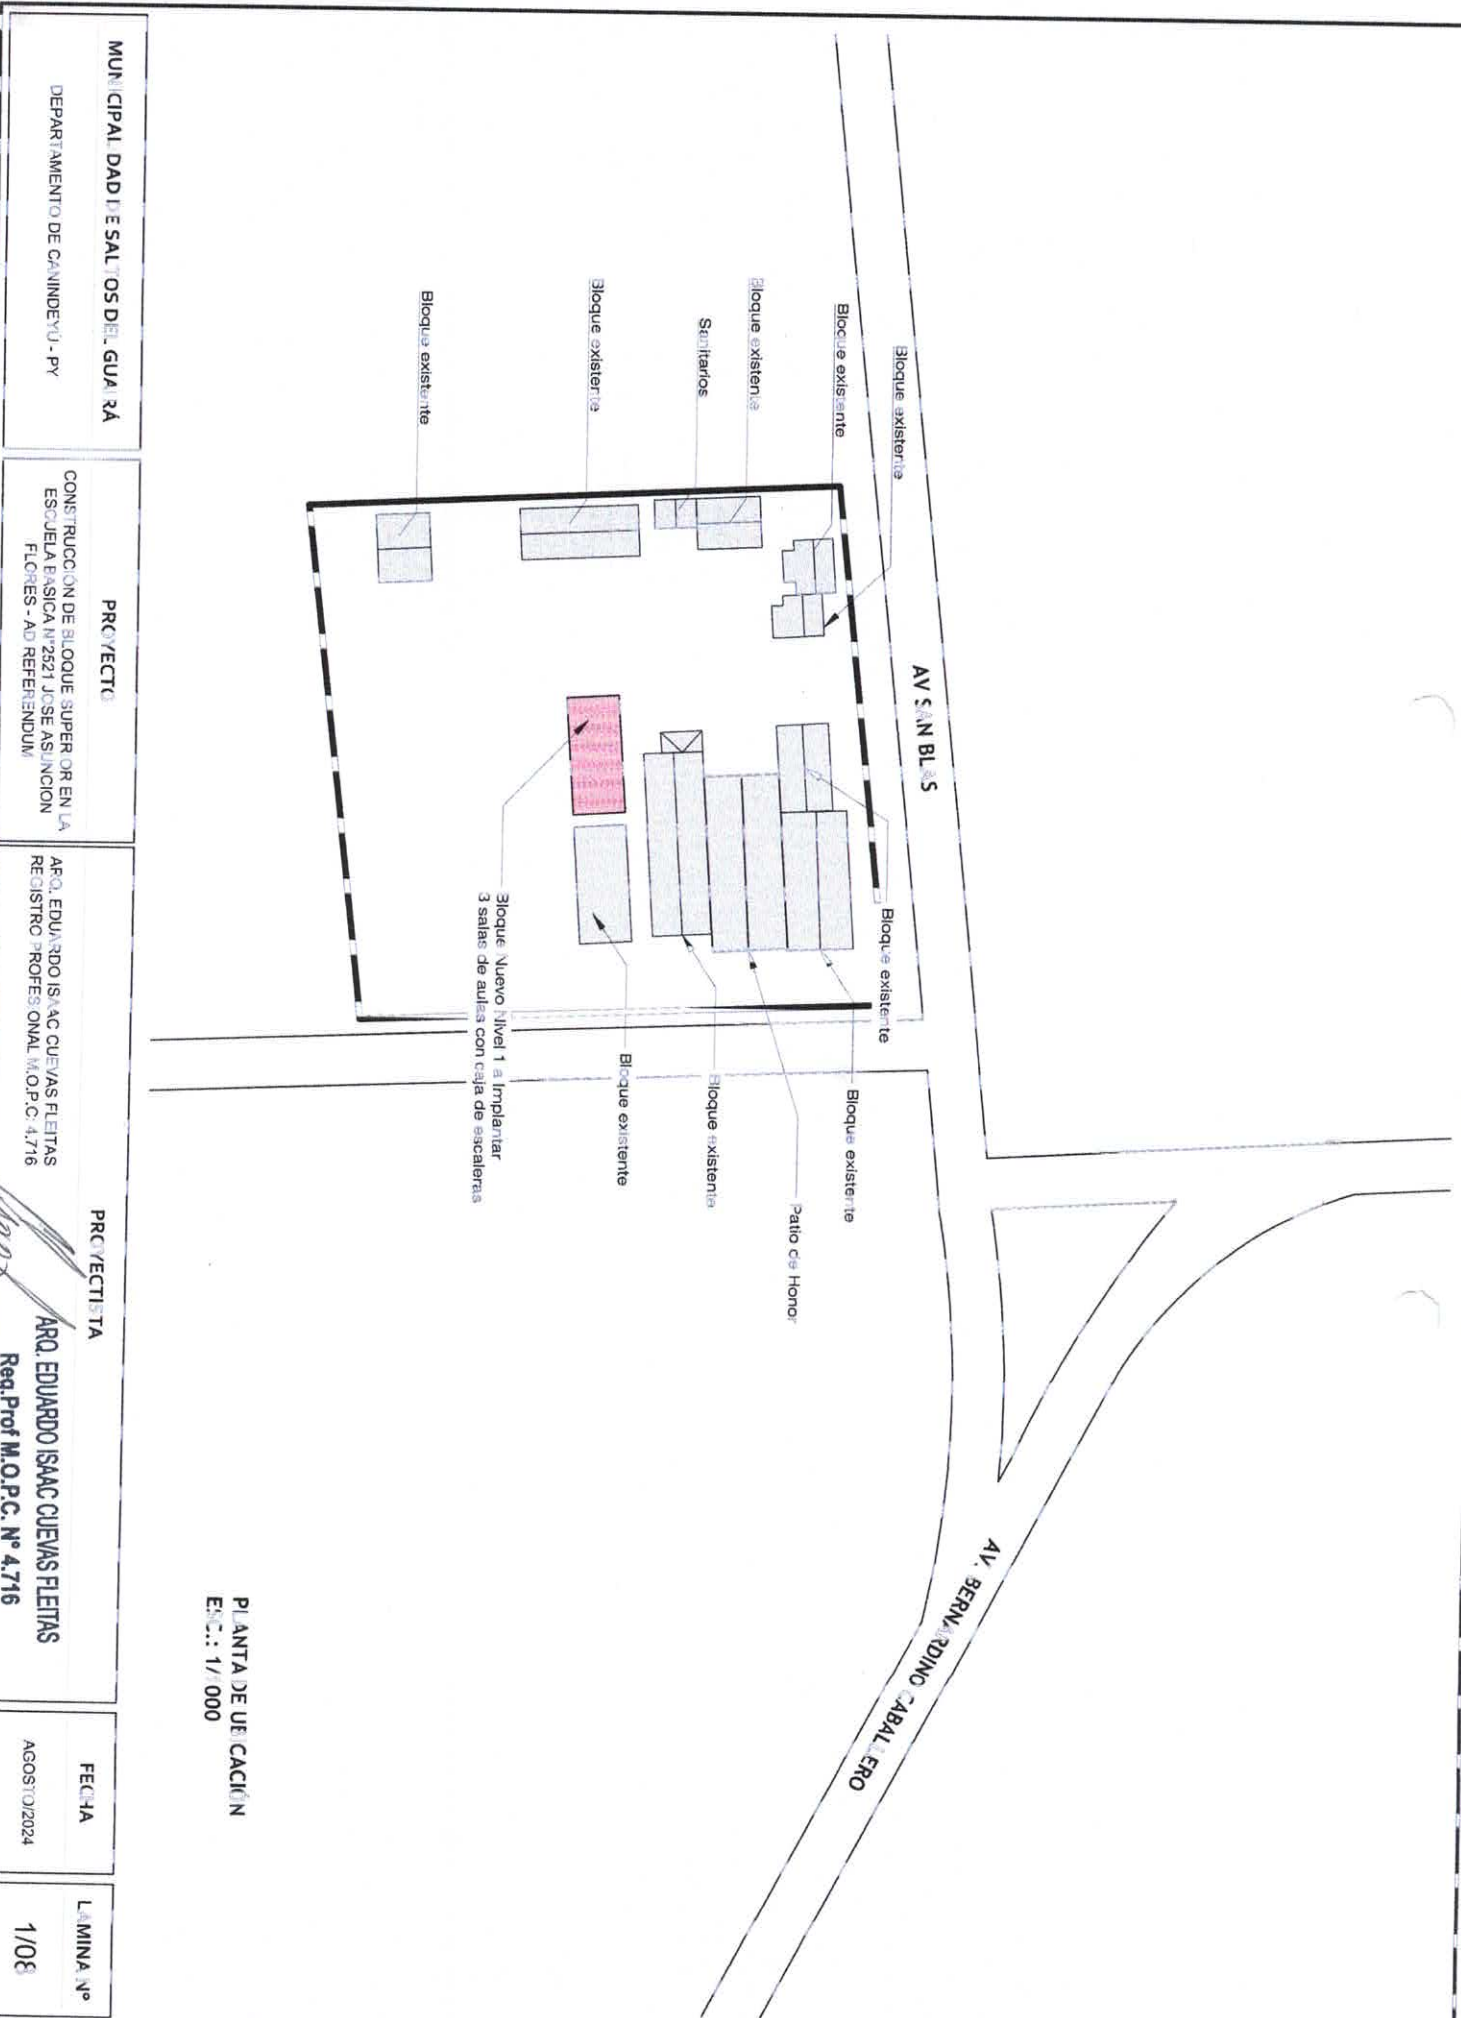 AV SAN BLAS
AV. BERNARDINO CABALLERO
Bloque existente
Bloque existente
Bloque existente
Sanitarios
Bloque existente
Bloque existente
Bloque existente
Bloque existente
Patio de Honor
Bloque existente
Bloque existente
Bloque Nuevo Nivel 1 a Implantar
3 salas de aulas con caja de escaleras
PLANTA DE UBICACIÓN
ESC.: 1/1000
MUNICIPALIDAD DE SALTOS DEL GUAIRÁ
DEPARTAMENTO DE CANINDEYÚ - PY
PROYECTO
CONSTRUCCIÓN DE BLOQUE SUPERIOR EN LA
ESCUELA BASICA N°2521 JOSE ASUNCION
FLORES - AD REFERENDUM
PROYECTISTA
ARQ. EDUARDO ISAAC CUEVAS FLEITAS
REGISTRO PROFESIONAL M.O.P.C: 4.716
ARQ. EDUARDO ISAAC CUEVAS FLEITAS
Reg.Prof M.O.P.C. N° 4.716
FECHA
AGOSTO/2024
LAMINA N°
1/08